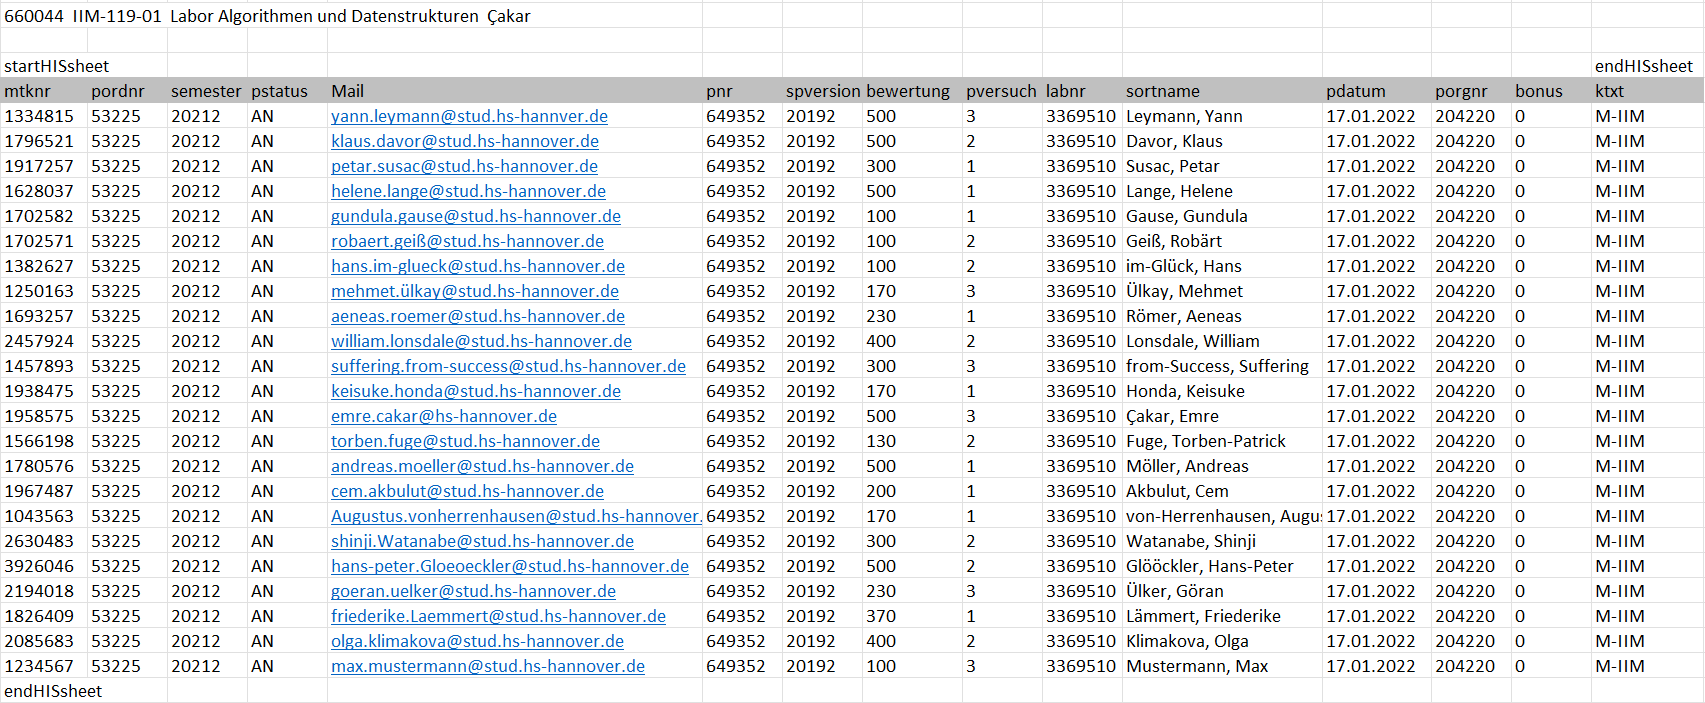 660044 IIM-119-01 Labor Algorithmen und Datenstrukturen Çakar
startHISsheet endHISsheet
mtknr pordnr semester pstatus Mail pnr spversion bewertung pversuch labnr sortname pdatum porgnr bonus ktxt
1334815 53225 20212 AN yann.leymann@stud.hs-hannver.de 649352 20192 500 3 3369510 Leymann, Yann 17.01.2022 204220 0 M-IIM
1796521 53225 20212 AN klaus.davor@stud.hs-hannover.de 649352 20192 500 2 3369510 Davor, Klaus 17.01.2022 204220 0 M-IIM
1917257 53225 20212 AN petar.susac@stud.hs-hannover.de 649352 20192 300 1 3369510 Susac, Petar 17.01.2022 204220 0 M-IIM
1628037 53225 20212 AN helene.lange@stud.hs-hannover.de 649352 20192 500 1 3369510 Lange, Helene 17.01.2022 204220 0 M-IIM
1702582 53225 20212 AN gundula.gause@stud.hs-hannover.de 649352 20192 100 1 3369510 Gause, Gundula 17.01.2022 204220 0 M-IIM
1702571 53225 20212 AN robaert.geiß@stud.hs-hannover.de 649352 20192 100 2 3369510 Geiß, Robärt 17.01.2022 204220 0 M-IIM
1382627 53225 20212 AN hans.im-glueck@stud.hs-hannover.de 649352 20192 100 2 3369510 im-Glück, Hans 17.01.2022 204220 0 M-IIM
1250163 53225 20212 AN mehmet.ülkay@stud.hs-hannover.de 649352 20192 170 3 3369510 Ülkay, Mehmet 17.01.2022 204220 0 M-IIM
1693257 53225 20212 AN aeneas.roemer@stud.hs-hannover.de 649352 20192 230 1 3369510 Römer, Aeneas 17.01.2022 204220 0 M-IIM
2457924 53225 20212 AN william.lonsdale@stud.hs-hannover.de 649352 20192 400 2 3369510 Lonsdale, William 17.01.2022 204220 0 M-IIM
1457893 53225 20212 AN suffering.from-success@stud.hs-hannover.de 649352 20192 300 3 3369510 from-Success, Suffering 17.01.2022 204220 0 M-IIM
1938475 53225 20212 AN keisuke.honda@stud.hs-hannover.de 649352 20192 170 1 3369510 Honda, Keisuke 17.01.2022 204220 0 M-IIM
1958575 53225 20212 AN emre.cakar@hs-hannover.de 649352 20192 500 3 3369510 Çakar, Emre 17.01.2022 204220 0 M-IIM
1566198 53225 20212 AN torben.fuge@stud.hs-hannover.de 649352 20192 130 2 3369510 Fuge, Torben-Patrick 17.01.2022 204220 0 M-IIM
1780576 53225 20212 AN andreas.moeller@stud.hs-hannover.de 649352 20192 500 1 3369510 Möller, Andreas 17.01.2022 204220 0 M-IIM
1967487 53225 20212 AN cem.akbulut@stud.hs-hannover.de 649352 20192 200 1 3369510 Akbulut, Cem 17.01.2022 204220 0 M-IIM
1043563 53225 20212 AN Augustus.vonherrenhausen@stud.hs-hannover. 649352 20192 170 1 3369510 von-Herrenhausen, Augus 17.01.2022 204220 0 M-IIM
2630483 53225 20212 AN shinji.Watanabe@stud.hs-hannover.de 649352 20192 300 2 3369510 Watanabe, Shinji 17.01.2022 204220 0 M-IIM
3926046 53225 20212 AN hans-peter.Gloeoeckler@stud.hs-hannover.de 649352 20192 500 2 3369510 Glööckler, Hans-Peter 17.01.2022 204220 0 M-IIM
2194018 53225 20212 AN goeran.uelker@stud.hs-hannover.de 649352 20192 230 3 3369510 Ülker, Göran 17.01.2022 204220 0 M-IIM
1826409 53225 20212 AN friederike.Laemmert@stud.hs-hannover.de 649352 20192 370 1 3369510 Lämmert, Friederike 17.01.2022 204220 0 M-IIM
2085683 53225 20212 AN olga.klimakova@stud.hs-hannover.de 649352 20192 400 2 3369510 Klimakova, Olga 17.01.2022 204220 0 M-IIM
1234567 53225 20212 AN max.mustermann@stud.hs-hannover.de 649352 20192 100 3 3369510 Mustermann, Max 17.01.2022 204220 0 M-IIM
endHISsheet